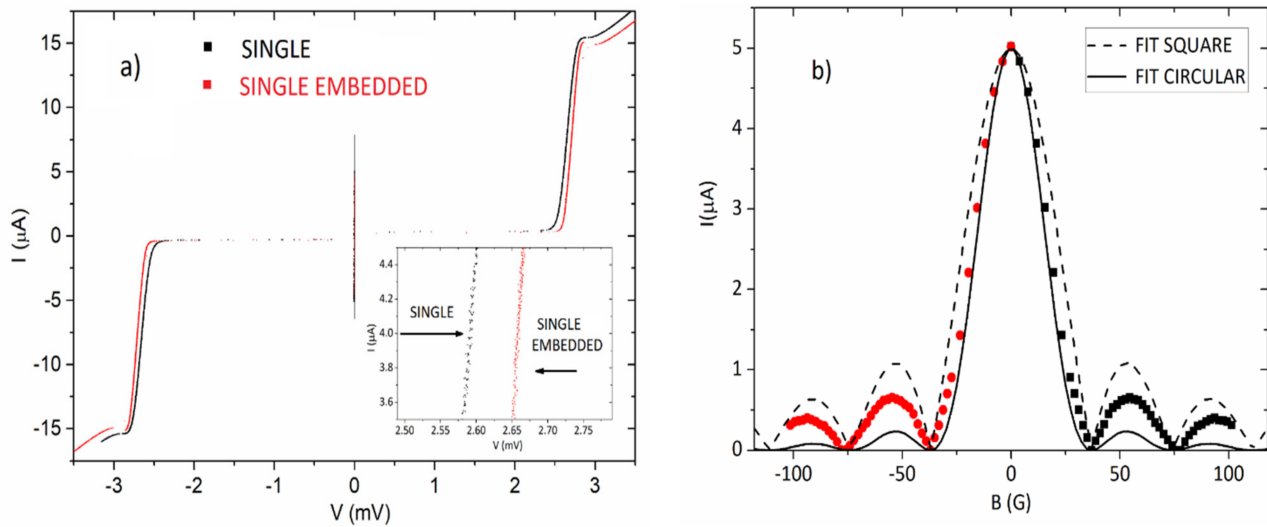 a)
SINGLE
SINGLE EMBEDDED
I (μA)
15
10
5
0
-5
-10
-15
-3
-2
-1
0
1
2
3
V (mV)
4.4
4.2
4.0
3.8
3.6
I (μA)
SINGLE
SINGLE
EMBEDDED
2.50
2.55
2.60
2.65
2.70
2.75
V (mV)
b)
FIT SQUARE
FIT CIRCULAR
I(μA)
5
4
3
2
1
0
-100
-50
0
50
100
B (G)